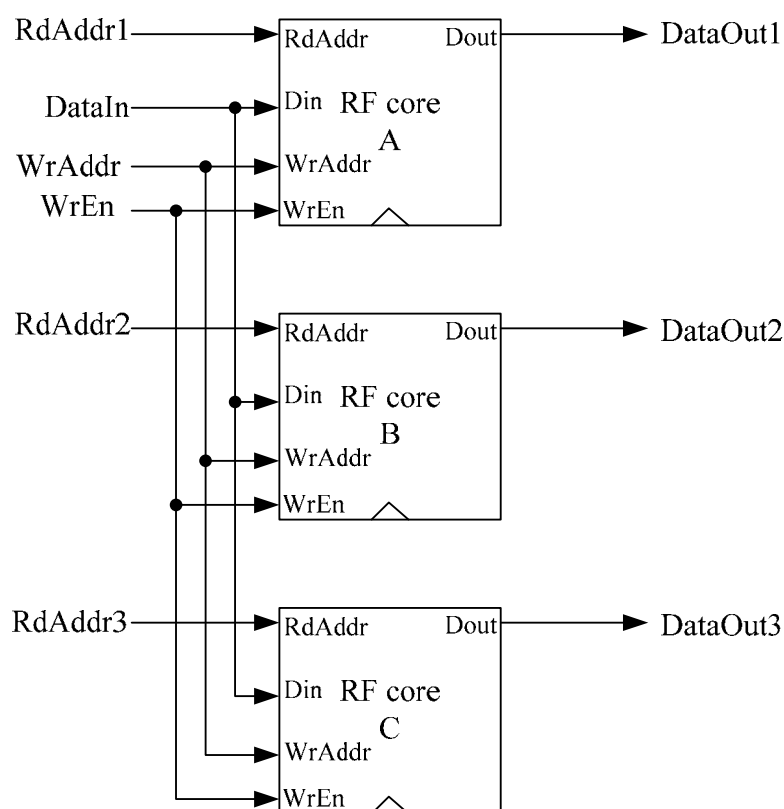 RdAddr1
RdAddr
Dout
DataOut1
DataIn
Din
RF core
A
WrAddr
WrAddr
WrEn
WrEn
RdAddr2
RdAddr
Dout
DataOut2
Din
RF core
B
WrAddr
WrEn
RdAddr3
RdAddr
Dout
DataOut3
Din
RF core
C
WrAddr
WrEn